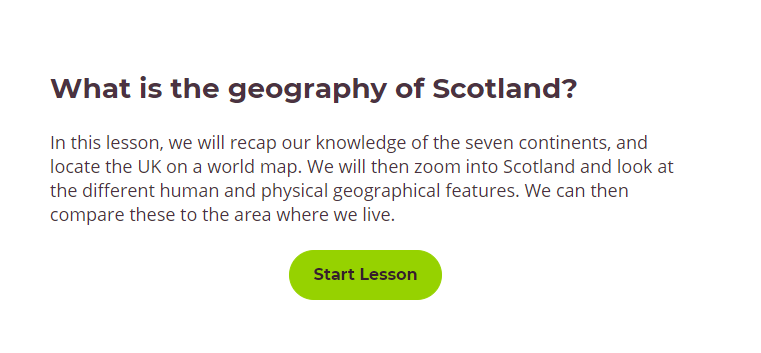 What is the geography of Scotland?
In this lesson, we will recap our knowledge of the seven continents, and
locate the UK on a world map. We will then zoom into Scotland and look at
the different human and physical geographical features. We can then
compare these to the area where we live.
Start Lesson